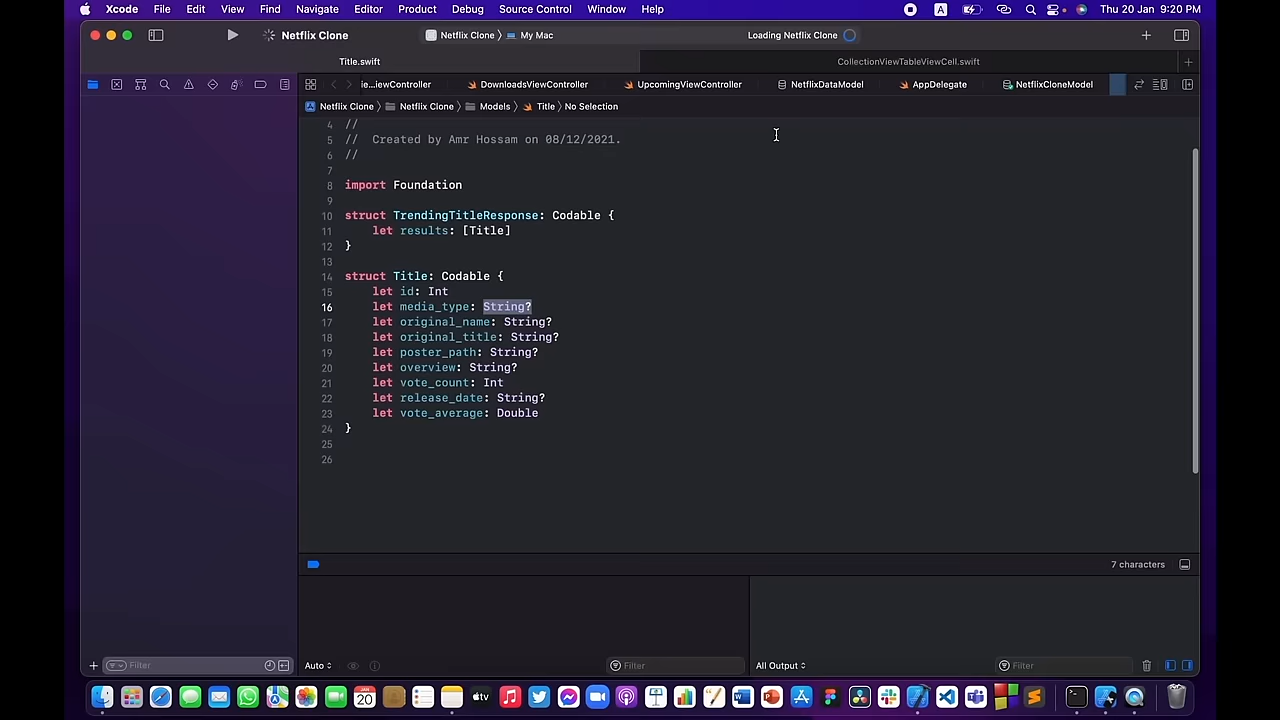 Xcode File Edit View Find Navigate Editor Product Debug Source Control Window Help A Thu 20 Jan 9:20 PM
Netflix Clone Netflix Clone 〉 My Mac Loading Netflix Clone
Title.swift CollectionViewTableViewCell.swift
ie...iewController DownloadsViewController UpcomingViewController NetflixDataModel AppDelegate NetflixCloneModel
Netflix Clone 〉 Netflix Clone 〉 Models 〉 Title 〉 No Selection
4 //
5 //  Created by Amr Hossam on 08/12/2021.
6 //
7
8 import Foundation
9
10 struct TrendingTitleResponse: Codable {
11     let results: [Title]
12 }
13
14 struct Title: Codable {
15     let id: Int
16     let media_type: String?
17     let original_name: String?
18     let original_title: String?
19     let poster_path: String?
20     let overview: String?
21     let vote_count: Int
22     let release_date: String?
23     let vote_average: Double
24 }
25
26
7 characters
Filter Auto Filter All Output Filter
JAN
20 tv